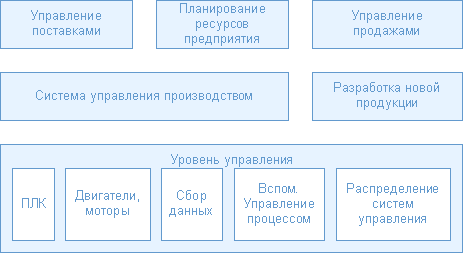 Управление
поставками
Планирование
ресурсов
предприятия
Управление
продажами
Система управления производством
Разработка новой
продукции
Уровень управления
ПЛК
Двигатели,
моторы
Сбор
данных
Вспом.
Управление
процессом
Распределение
систем
управления